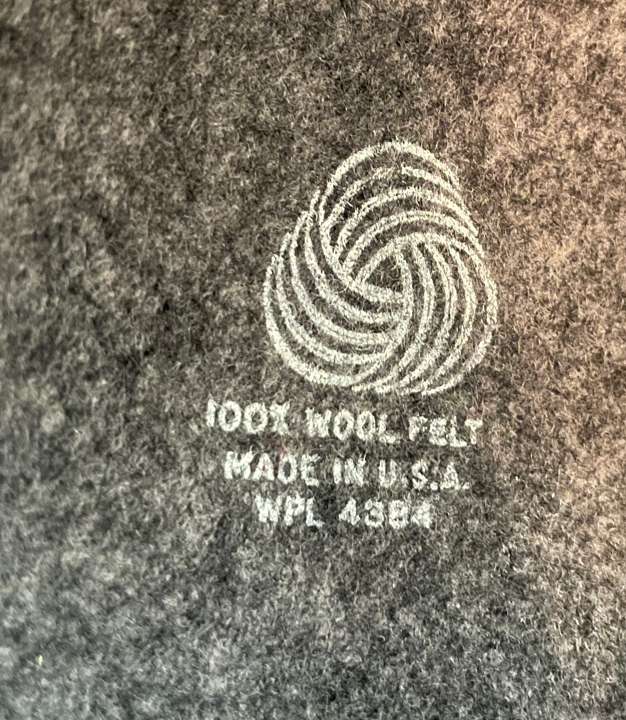 100% WOOL FELT
MADE IN U.S.A.
WPL 4384